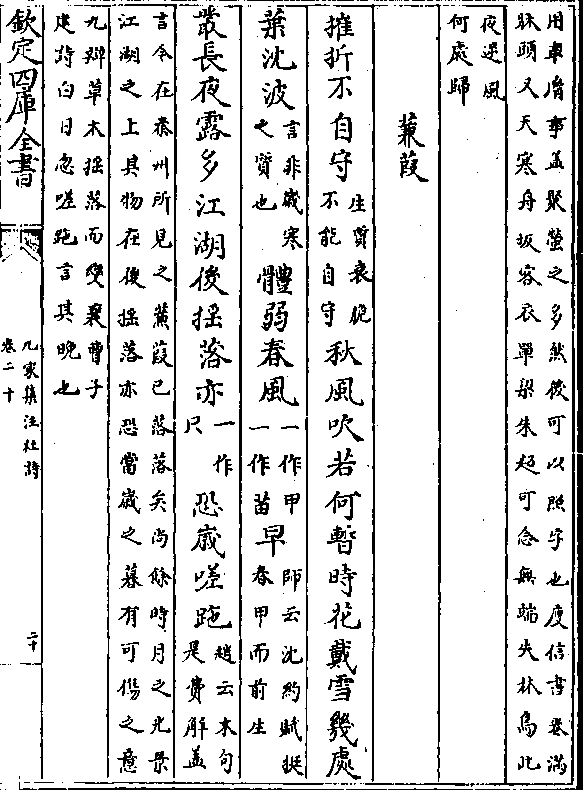 用車胤事盖聚螢之多然後可以照字也庾信書卷滿
牀頭又天寒舟坂客衣單梁朱超可念無端失林鳥此
夜逆風
何處歸
蒹葭
摧折不自守生質衰脆不能自守秋風吹若何暫時花戴雪幾處
葉沈波言非歲寒之質也體弱春風一作甲一作苗早師云沈約賦挺春甲而前生
叢長夜露多江湖後揺落亦一作只恐歲嗟跎趙云末句是費解盖
言今在秦州所見之蒹葭已落落矣尚餘時月之光景
江湖之上其物在後揺落亦恐當歲之暮有可傷之意
九辯草木揺落而變衰曹子
建詩白日忽嗟跎言其晚也
欽定四庫全書
九家集注杜詩
卷二十
二十